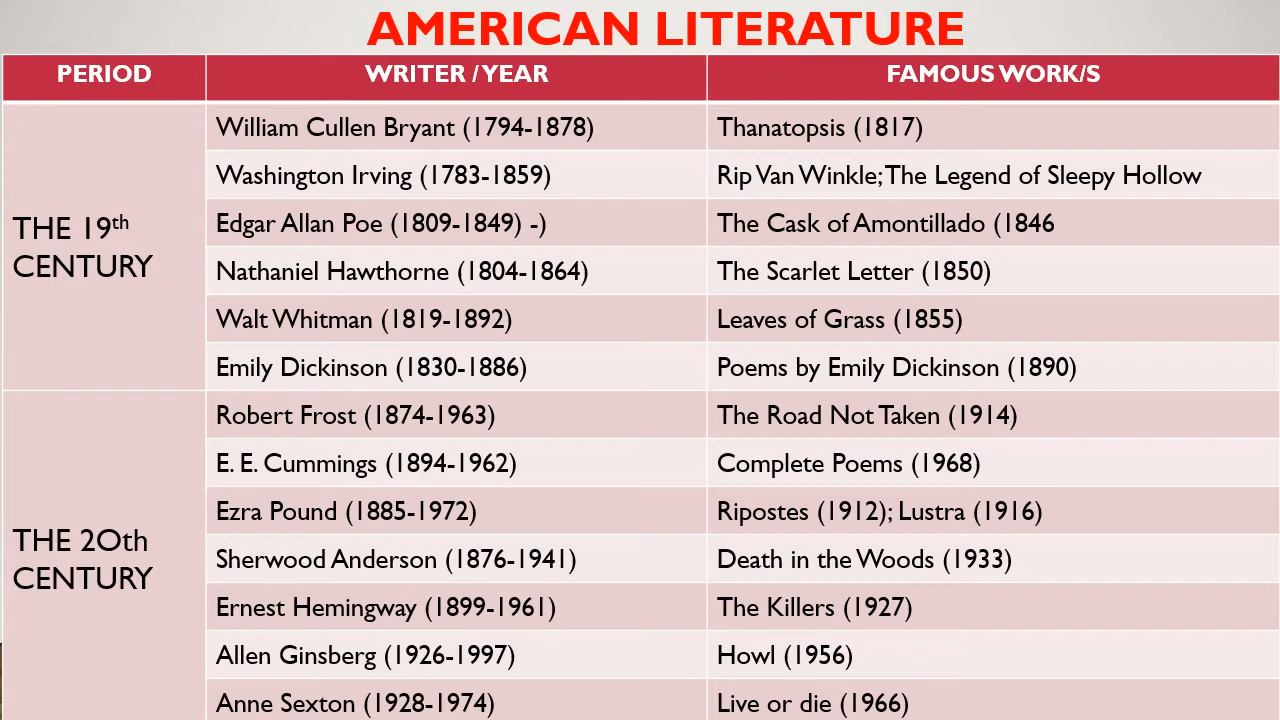 AMERICAN LITERATURE
PERIOD WRITER / YEAR FAMOUS WORK/S
THE 19th
CENTURY
William Cullen Bryant (1794-1878) Thanatopsis (1817)
Washington Irving (1783-1859) Rip Van Winkle; The Legend of Sleepy Hollow
Edgar Allan Poe (1809-1849) -) The Cask of Amontillado (1846
Nathaniel Hawthorne (1804-1864) The Scarlet Letter (1850)
Walt Whitman (1819-1892) Leaves of Grass (1855)
Emily Dickinson (1830-1886) Poems by Emily Dickinson (1890)
THE 2Oth
CENTURY
Robert Frost (1874-1963) The Road Not Taken (1914)
E. E. Cummings (1894-1962) Complete Poems (1968)
Ezra Pound (1885-1972) Ripostes (1912); Lustra (1916)
Sherwood Anderson (1876-1941) Death in the Woods (1933)
Ernest Hemingway (1899-1961) The Killers (1927)
Allen Ginsberg (1926-1997) Howl (1956)
Anne Sexton (1928-1974) Live or die (1966)